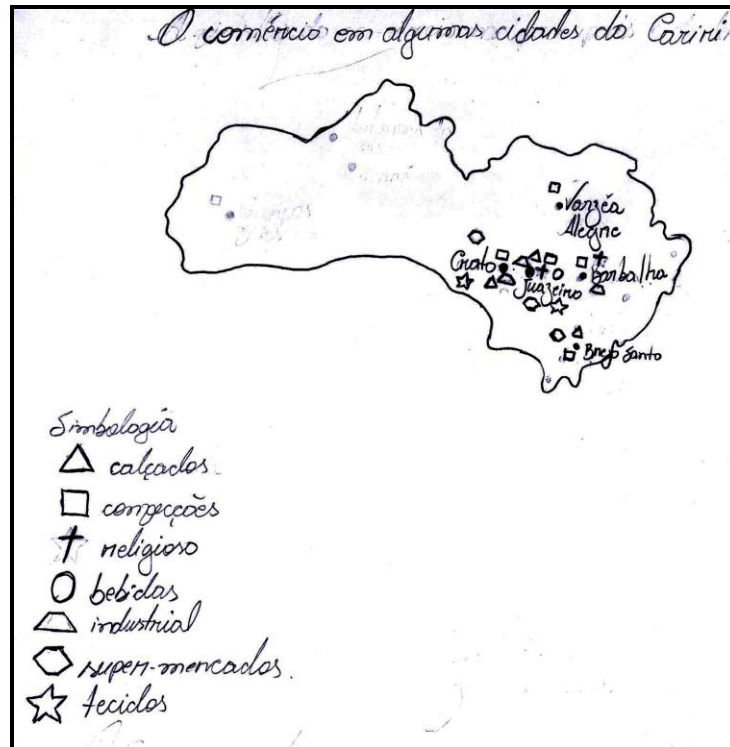 O comércio em algumas cidades do Cariri
Varzéa
Alegre
Crato
Juazeiro
Barbalha
Brejo Santo
Simbologia
calçados
confecções
religioso
bebidas
industrial
super-mercados.
tecidos